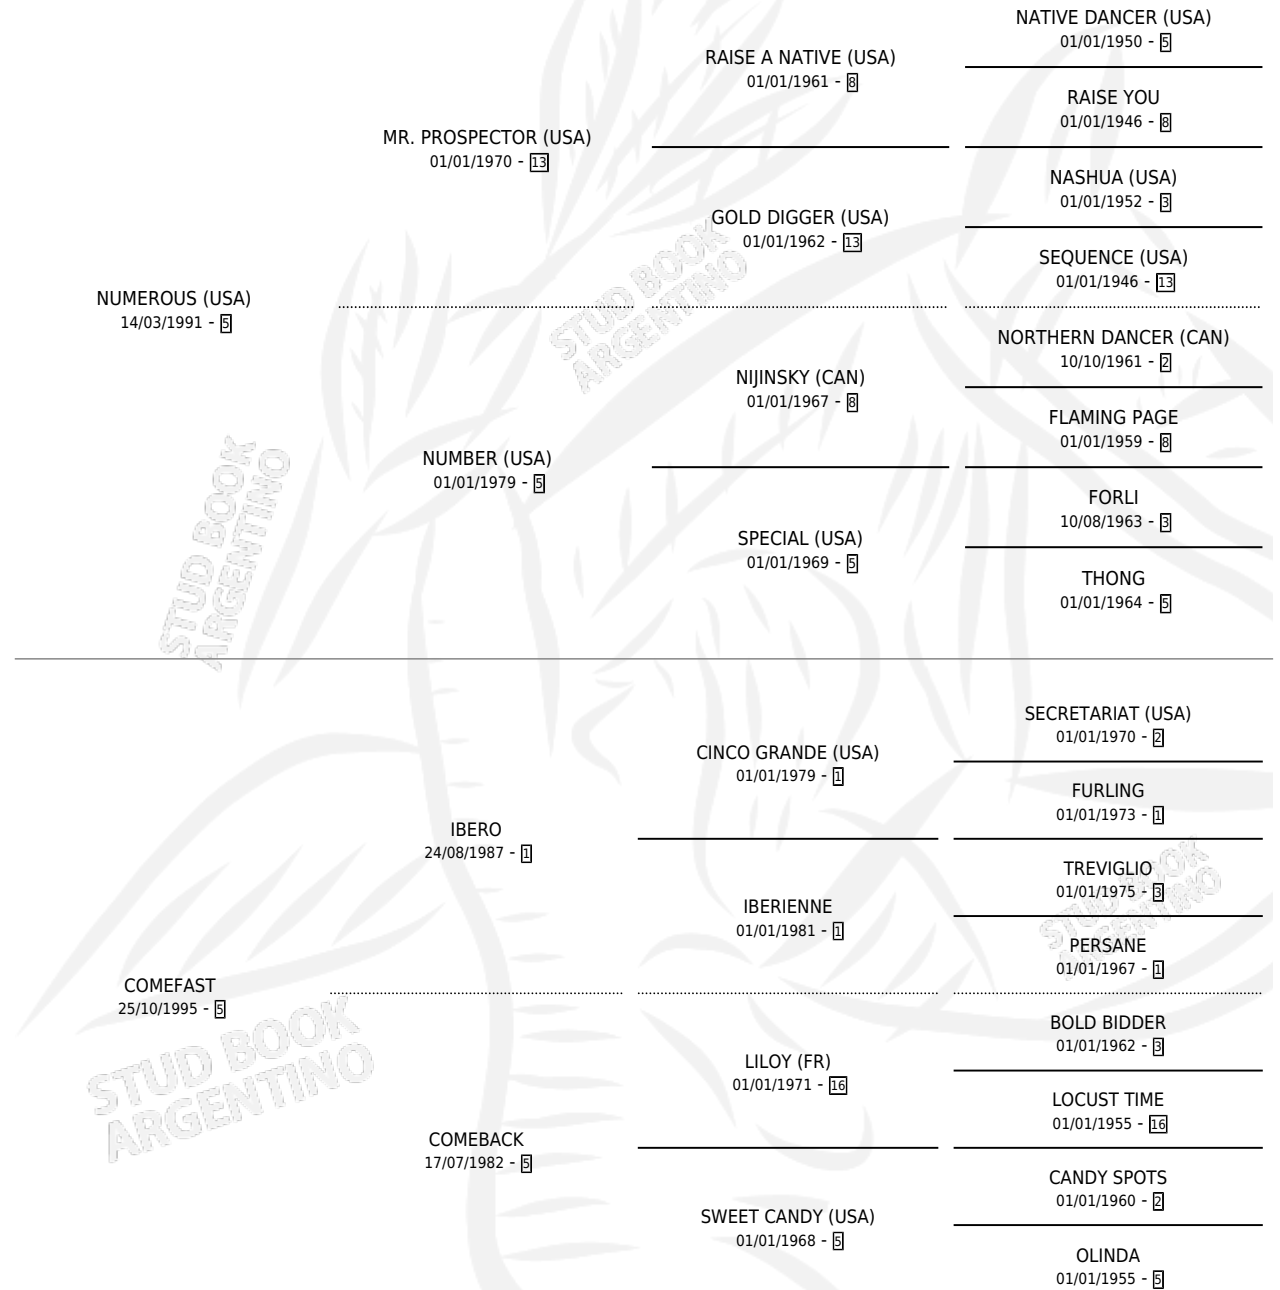 NATIVE DANCER (USA)
01/01/1950 - 5
RAISE A NATIVE (USA)
01/01/1961 - 8
RAISE YOU
01/01/1946 - 8
MR. PROSPECTOR (USA)
01/01/1970 - 13
NASHUA (USA)
01/01/1952 - 3
GOLD DIGGER (USA)
01/01/1962 - 13
SEQUENCE (USA)
01/01/1946 - 13
NUMEROUS (USA)
14/03/1991 - 5
STUD BOOK
ARGENTINO
NORTHERN DANCER (CAN)
10/10/1961 - 2
NIJINSKY (CAN)
01/01/1967 - 8
FLAMING PAGE
01/01/1959 - 8
NUMBER (USA)
01/01/1979 - 5
FORLI
10/08/1963 - 3
SPECIAL (USA)
01/01/1969 - 5
THONG
01/01/1964 - 5
STUD BOOK
ARGENTINO
SECRETARIAT (USA)
01/01/1970 - 2
CINCO GRANDE (USA)
01/01/1979 - 1
FURLING
01/01/1973 - 1
IBERO
24/08/1987 - 1
TREVIGLIO
01/01/1975 - 3
IBERIENNE
01/01/1981 - 1
PERSANE
01/01/1967 - 1
STUD BOOK
ARGENTINO
COMEFAST
25/10/1995 - 5
STUD BOOK
ARGENTINO
BOLD BIDDER
01/01/1962 - 3
LILOY (FR)
01/01/1971 - 16
LOCUST TIME
01/01/1955 - 16
COMEBACK
17/07/1982 - 5
CANDY SPOTS
01/01/1960 - 2
SWEET CANDY (USA)
01/01/1968 - 5
OLINDA
01/01/1955 - 5